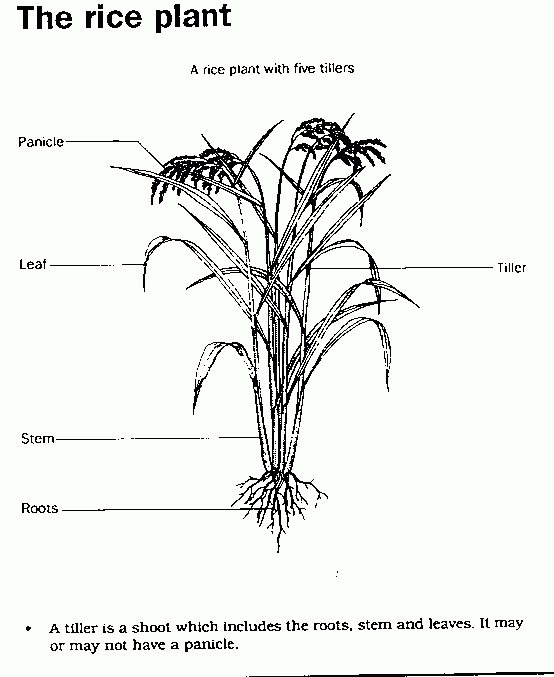 The rice plant
A rice plant with five tillers
Panicle
Leaf
Tiller
Stem
Roots
• A tiller is a shoot which includes the roots, stem and leaves. It may
or may not have a panicle.